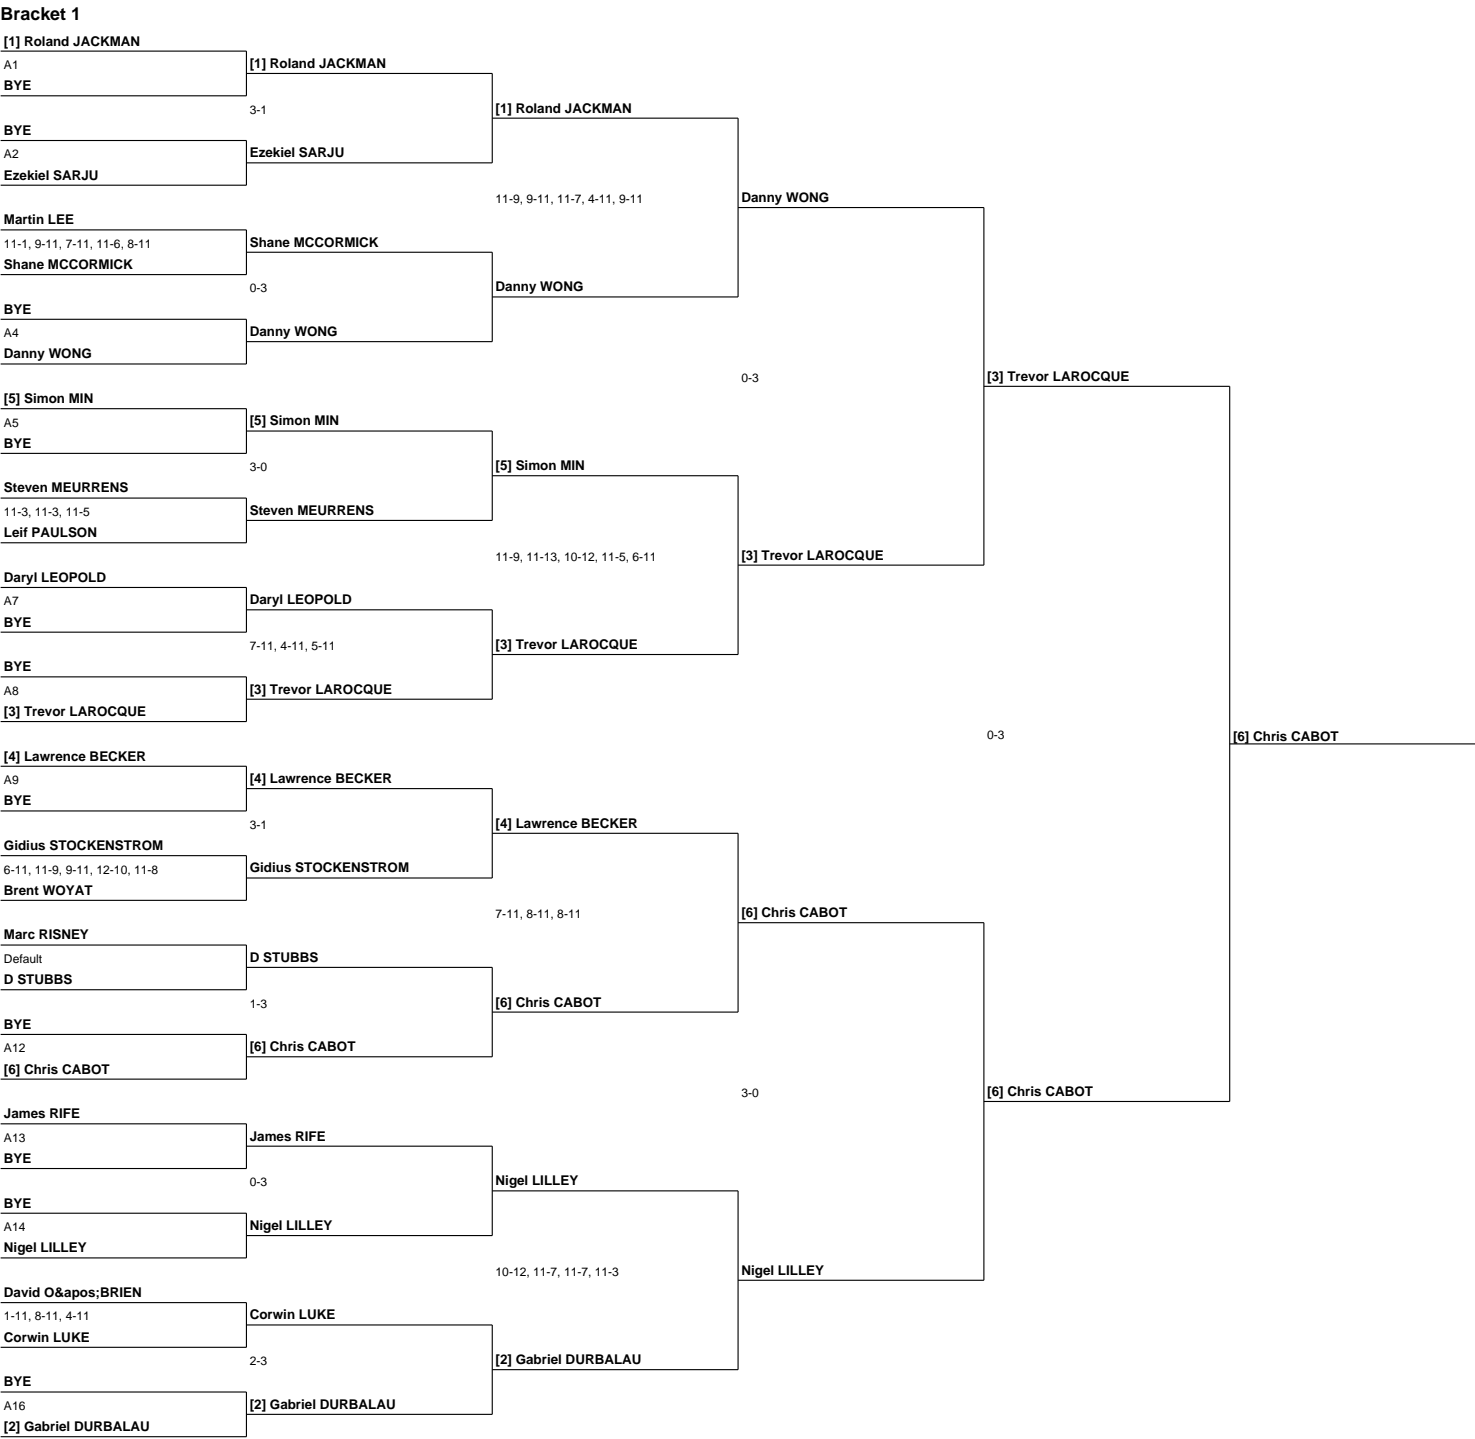 Bracket 1
[1] Roland JACKMAN
A1
BYE
BYE
A2
Ezekiel SARJU
Martin LEE
11-1, 9-11, 7-11, 11-6, 8-11
Shane MCCORMICK
BYE
A4
Danny WONG
[5] Simon MIN
A5
BYE
Steven MEURRENS
11-3, 11-3, 11-5
Leif PAULSON
Daryl LEOPOLD
A7
BYE
BYE
A8
[3] Trevor LAROCQUE
[4] Lawrence BECKER
A9
BYE
Gidius STOCKENSTROM
6-11, 11-9, 9-11, 12-10, 11-8
Brent WOYAT
Marc RISNEY
Default
D STUBBS
BYE
A12
[6] Chris CABOT
James RIFE
A13
BYE
BYE
A14
Nigel LILLEY
David O&apos;BRIEN
1-11, 8-11, 4-11
Corwin LUKE
BYE
A16
[2] Gabriel DURBALAU
[1] Roland JACKMAN
3-1
Ezekiel SARJU
Shane MCCORMICK
0-3
Danny WONG
[5] Simon MIN
3-0
Steven MEURRENS
Daryl LEOPOLD
7-11, 4-11, 5-11
[3] Trevor LAROCQUE
[4] Lawrence BECKER
3-1
Gidius STOCKENSTROM
D STUBBS
1-3
[6] Chris CABOT
James RIFE
0-3
Nigel LILLEY
Corwin LUKE
2-3
[2] Gabriel DURBALAU
[1] Roland JACKMAN
11-9, 9-11, 11-7, 4-11, 9-11
Danny WONG
[5] Simon MIN
11-9, 11-13, 10-12, 11-5, 6-11
[3] Trevor LAROCQUE
[4] Lawrence BECKER
7-11, 8-11, 8-11
[6] Chris CABOT
Nigel LILLEY
10-12, 11-7, 11-7, 11-3
[2] Gabriel DURBALAU
Danny WONG
0-3
[3] Trevor LAROCQUE
[6] Chris CABOT
3-0
Nigel LILLEY
[3] Trevor LAROCQUE
0-3
[6] Chris CABOT
[6] Chris CABOT